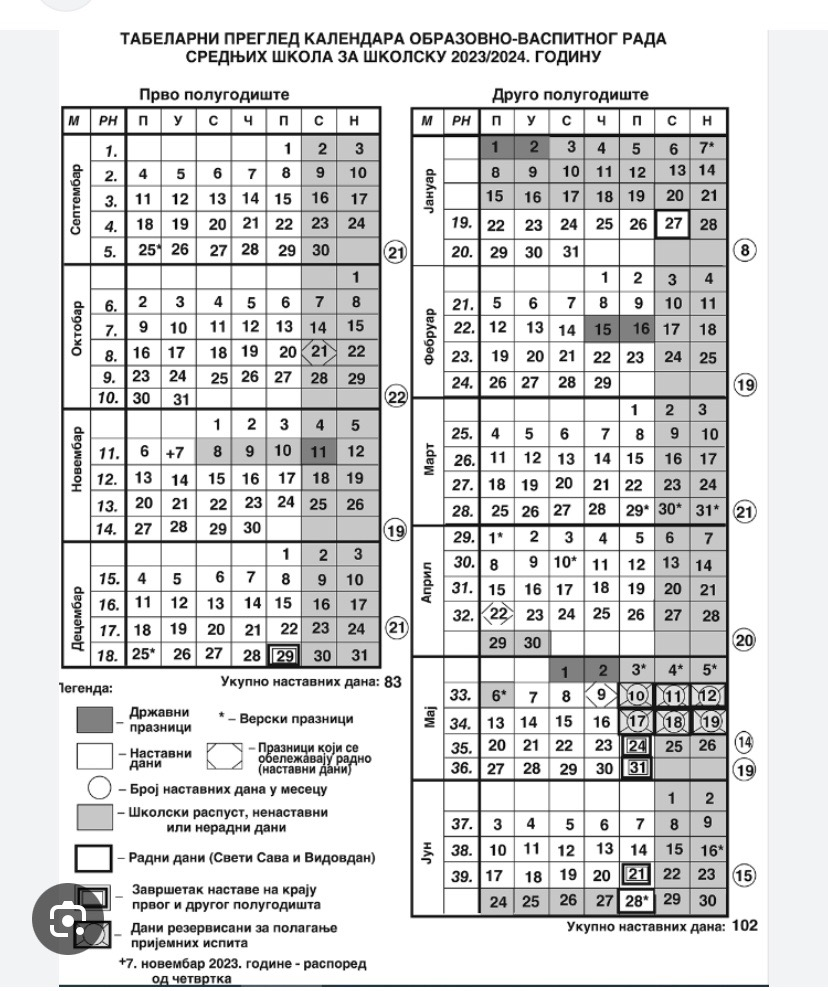 ТАБЕЛАРНИ ПРЕГЛЕД КАЛЕНДАРА ОБРАЗОВНО-ВАСПИТНОГ РАДА
СРЕДЊИХ ШКОЛА ЗА ШКОЛСКУ 2023/2024. ГОДИНУ
Прво полугодиште
М РН П У С Ч П С Н
Септембар
1. 1 2 3
2. 4 5 6 7 8 9 10
3. 11 12 13 14 15 16 17
4. 18 19 20 21 22 23 24
5. 25* 26 27 28 29 30 21
Октобар
1
6. 2 3 4 5 6 7 8
7. 9 10 11 12 13 14 15
8. 16 17 18 19 20 21 22
9. 23 24 25 26 27 28 29
10. 30 31 22
Новембар
1 2 3 4 5
11. 6 +7 8 9 10 11 12
12. 13 14 15 16 17 18 19
13. 20 21 22 23 24 25 26
14. 27 28 29 30 19
Децембар
1 2 3
15. 4 5 6 7 8 9 10
16. 11 12 13 14 15 16 17
17. 18 19 20 21 22 23 24 21
18. 25* 26 27 28 29 30 31
Укупно наставних дана: 83
Легенда:
– Државни
празници
* – Верски празници
– Наставни
дани
– Празници који се
обележавају радно
(наставни дани)
– Број наставних дана у месецу
– Школски распуст, ненаставни
или нерадни дани
– Радни дани (Свети Сава и Видовдан)
– Завршетак наставе на крају
првог и другог полугодишта
– Дани резервисани за полагање
пријемних испита
+7. новембар 2023. године - распоред
од четвртка
Друго полугодиште
М РН П У С Ч П С Н
Јануар
1 2 3 4 5 6 7*
8 9 10 11 12 13 14
15 16 17 18 19 20 21
19. 22 23 24 25 26 27 28
20. 29 30 31 8
Фебруар
1 2 3 4
21. 5 6 7 8 9 10 11
22. 12 13 14 15 16 17 18
23. 19 20 21 22 23 24 25
24. 26 27 28 29 19
Март
1 2 3
25. 4 5 6 7 8 9 10
26. 11 12 13 14 15 16 17
27. 18 19 20 21 22 23 24
28. 25 26 27 28 29* 30* 31* 21
Април
29. 1* 2 3 4 5 6 7
30. 8 9 10* 11 12 13 14
31. 15 16 17 18 19 20 21
32. 22 23 24 25 26 27 28
29 30 20
Мај
1 2 3* 4* 5*
33. 6* 7 8 9 10 11 12
34. 13 14 15 16 17 18 19
35. 20 21 22 23 24 25 26 14
36. 27 28 29 30 31 19
Јун
1 2
37. 3 4 5 6 7 8 9
38. 10 11 12 13 14 15 16*
39. 17 18 19 20 21 22 23 15
24 25 26 27 28* 29 30
Укупно наставних дана: 102